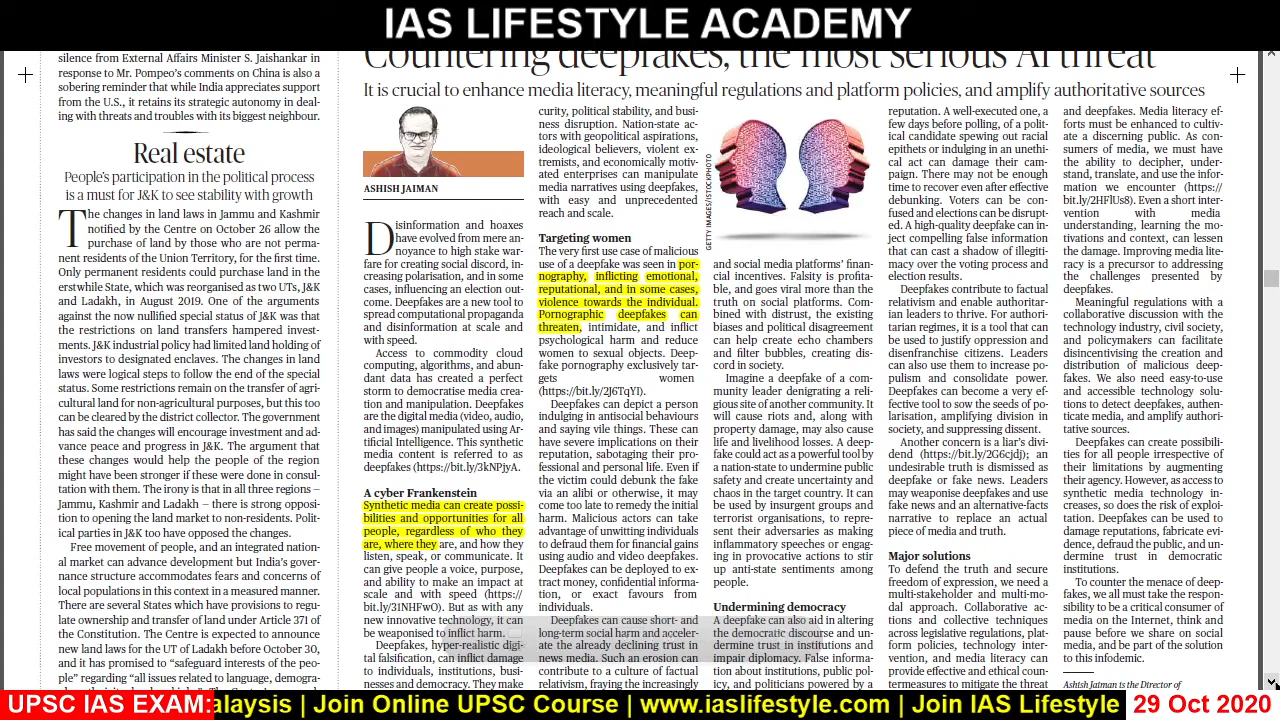 IAS LIFESTYLE ACADEMY
silence from External Affairs Minister S. Jaishankar in
response to Mr. Pompeo's comments on China is also a
sobering reminder that while India appreciates support
from the U.S., it retains its strategic autonomy in deal-
ing with threats and troubles with its biggest neighbour.
Real estate
People's participation in the political process
is a must for J&K to see stability with growth
The changes in land laws in Jammu and Kashmir
notified by the Centre on October 26 allow the
purchase of land by those who are not perma-
nent residents of the Union Territory, for the first time.
Only permanent residents could purchase land in the
erstwhile State, which was reorganised as two UTs, J&K
and Ladakh, in August 2019. One of the arguments
against the now nullified special status of J&K was that
the restrictions on land transfers hampered invest-
ments. J&K industrial policy had limited land holding of
investors to designated enclaves. The changes in land
laws were logical steps to follow the end of the special
status. Some restrictions remain on the transfer of agri-
cultural land for non-agricultural purposes, but this too
can be cleared by the district collector. The government
has said the changes will encourage investment and ad-
vance peace and progress in J&K. The argument that
these changes would help the people of the region
might have been stronger if these were done in consul-
tation with them. The irony is that in all three regions –
Jammu, Kashmir and Ladakh – there is strong opposi-
tion to opening the land market to non-residents. Polit-
ical parties in J&K too have opposed the changes.
Free movement of people, and an integrated nation-
al market can advance development but India's gover-
nance structure accommodates fears and concerns of
local populations in this context in a measured manner.
There are several States which have provisions to regu-
late ownership and transfer of land under Article 371 of
the Constitution. The Centre is expected to announce
new land laws for the UT of Ladakh before October 30,
and it has promised to "safeguard interests of the peo-
ple" regarding "all issues related to language, demogra-
Countering deepfakes, the most serious AI threat
It is crucial to enhance media literacy, meaningful regulations and platform policies, and amplify authoritative sources
ASHISH JAIMAN
Disinformation and hoaxes
have evolved from mere an-
noyance to high stake war-
fare for creating social discord, in-
creasing polarisation, and in some
cases, influencing an election out-
come. Deepfakes are a new tool to
spread computational propaganda
and disinformation at scale and
with speed.
Access to commodity cloud
computing, algorithms, and abun-
dant data has created a perfect
storm to democratise media crea-
tion and manipulation. Deepfakes
are the digital media (video, audio,
and images) manipulated using Ar-
tificial Intelligence. This synthetic
media content is referred to as
deepfakes (https://bit.ly/3kNPjyA.
A cyber Frankenstein
Synthetic media can create possi-
bilities and opportunities for all
people, regardless of who they
are, where they are, and how they
listen, speak, or communicate. It
can give people a voice, purpose,
and ability to make an impact at
scale and with speed (https://
bit.ly/31NHFwO). But as with any
new innovative technology, it can
be weaponised to inflict harm.
Deepfakes, hyper-realistic digi-
tal falsification, can inflict damage
to individuals, institutions, busi-
nesses and democracy. They make
curity, political stability, and busi-
ness disruption. Nation-state ac-
tors with geopolitical aspirations,
ideological believers, violent ex-
tremists, and economically motiv-
ated enterprises can manipulate
media narratives using deepfakes,
with easy and unprecedented
reach and scale.
Targeting women
The very first use case of malicious
use of a deepfake was seen in por-
nography, inflicting emotional,
reputational, and in some cases,
violence towards the individual.
Pornographic deepfakes can
threaten, intimidate, and inflict
psychological harm and reduce
women to sexual objects. Deep-
fake pornography exclusively tar-
gets women
(https://bit.ly/2J6TqYI).
Deepfakes can depict a person
indulging in antisocial behaviours
and saying vile things. These can
have severe implications on their
reputation, sabotaging their pro-
fessional and personal life. Even if
the victim could debunk the fake
via an alibi or otherwise, it may
come too late to remedy the initial
harm. Malicious actors can take
advantage of unwitting individuals
to defraud them for financial gains
using audio and video deepfakes.
Deepfakes can be deployed to ex-
tract money, confidential informa-
tion, or exact favours from
individuals.
Deepfakes can cause short- and
long-term social harm and acceler-
ate the already declining trust in
news media. Such an erosion can
contribute to a culture of factual
relativism, fraying the increasingly
GETTY IMAGES/ISTOCKPHOTO
and social media platforms' finan-
cial incentives. Falsity is profita-
ble, and goes viral more than the
truth on social platforms. Com-
bined with distrust, the existing
biases and political disagreement
can help create echo chambers
and filter bubbles, creating dis-
cord in society.
Imagine a deepfake of a com-
munity leader denigrating a reli-
gious site of another community. It
will cause riots and, along with
property damage, may also cause
life and livelihood losses. A deep-
fake could act as a powerful tool by
a nation-state to undermine public
safety and create uncertainty and
chaos in the target country. It can
be used by insurgent groups and
terrorist organisations, to repre-
sent their adversaries as making
inflammatory speeches or engag-
ing in provocative actions to stir
up anti-state sentiments among
people.
Undermining democracy
A deepfake can also aid in altering
the democratic discourse and un-
dermine trust in institutions and
impair diplomacy. False informa-
tion about institutions, public pol-
icy, and politicians powered by a
reputation. A well-executed one, a
few days before polling, of a polit-
ical candidate spewing out racial
epithets or indulging in an unethi-
cal act can damage their cam-
paign. There may not be enough
time to recover even after effective
debunking. Voters can be con-
fused and elections can be disrupt-
ed. A high-quality deepfake can in-
ject compelling false information
that can cast a shadow of illegiti-
macy over the voting process and
election results.
Deepfakes contribute to factual
relativism and enable authoritar-
ian leaders to thrive. For authori-
tarian regimes, it is a tool that can
be used to justify oppression and
disenfranchise citizens. Leaders
can also use them to increase po-
pulism and consolidate power.
Deepfakes can become a very ef-
fective tool to sow the seeds of po-
larisation, amplifying division in
society, and suppressing dissent.
Another concern is a liar's divi-
dend (https://bit.ly/2G6cjdj); an
undesirable truth is dismissed as
deepfake or fake news. Leaders
may weaponise deepfakes and use
fake news and an alternative-facts
narrative to replace an actual
piece of media and truth.
Major solutions
To defend the truth and secure
freedom of expression, we need a
multi-stakeholder and multi-mo-
dal approach. Collaborative ac-
tions and collective techniques
across legislative regulations, plat-
form policies, technology inter-
vention, and media literacy can
provide effective and ethical coun-
termeasures to mitigate the threat
and deepfakes. Media literacy ef-
forts must be enhanced to cultiv-
ate a discerning public. As con-
sumers of media, we must have
the ability to decipher, under-
stand, translate, and use the infor-
mation we encounter (https://
bit.ly/2HFlUs8). Even a short inter-
vention with media
understanding, learning the mo-
tivations and context, can lessen
the damage. Improving media lite-
racy is a precursor to addressing
the challenges presented by
deepfakes.
Meaningful regulations with a
collaborative discussion with the
technology industry, civil society,
and policymakers can facilitate
disincentivising the creation and
distribution of malicious deep-
fakes. We also need easy-to-use
and accessible technology solu-
tions to detect deepfakes, authen-
ticate media, and amplify authori-
tative sources.
Deepfakes can create possibili-
ties for all people irrespective of
their limitations by augmenting
their agency. However, as access to
synthetic media technology in-
creases, so does the risk of exploi-
tation. Deepfakes can be used to
damage reputations, fabricate evi-
dence, defraud the public, and un-
dermine trust in democratic
institutions.
To counter the menace of deep-
fakes, we all must take the respon-
sibility to be a critical consumer of
media on the Internet, think and
pause before we share on social
media, and be part of the solution
to this infodemic.
Ashish Jaiman is the Director of
UPSC IAS EXAM: alaysis | Join Online UPSC Course | www.iaslifestyle.com | Join IAS Lifestyle 29 Oct 2020